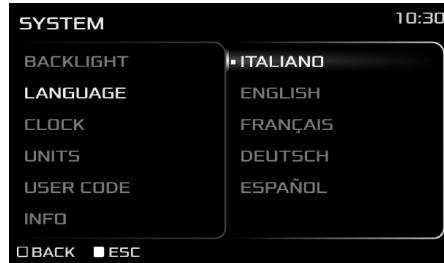 SYSTEM 10:30
BACKLIGHT
LANGUAGE
CLOCK
UNITS
USER CODE
INFO
ITALIANO
ENGLISH
FRANÇAIS
DEUTSCH
ESPAÑOL
BACK ESC